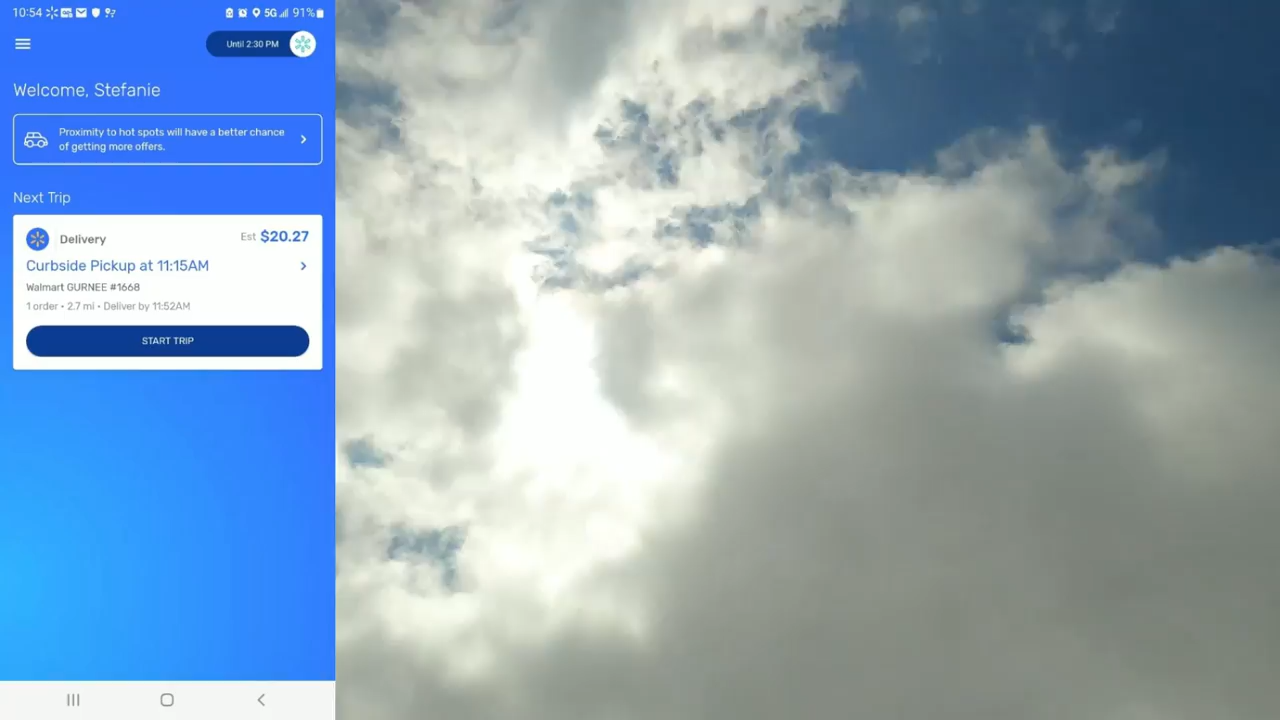 10:54
5G 91%
Until 2:30 PM
Welcome, Stefanie
Proximity to hot spots will have a better chance
of getting more offers.
Next Trip
Delivery
Est $20.27
Curbside Pickup at 11:15AM
Walmart GURNEE #1668
1 order • 2.7 mi • Deliver by 11:52AM
START TRIP